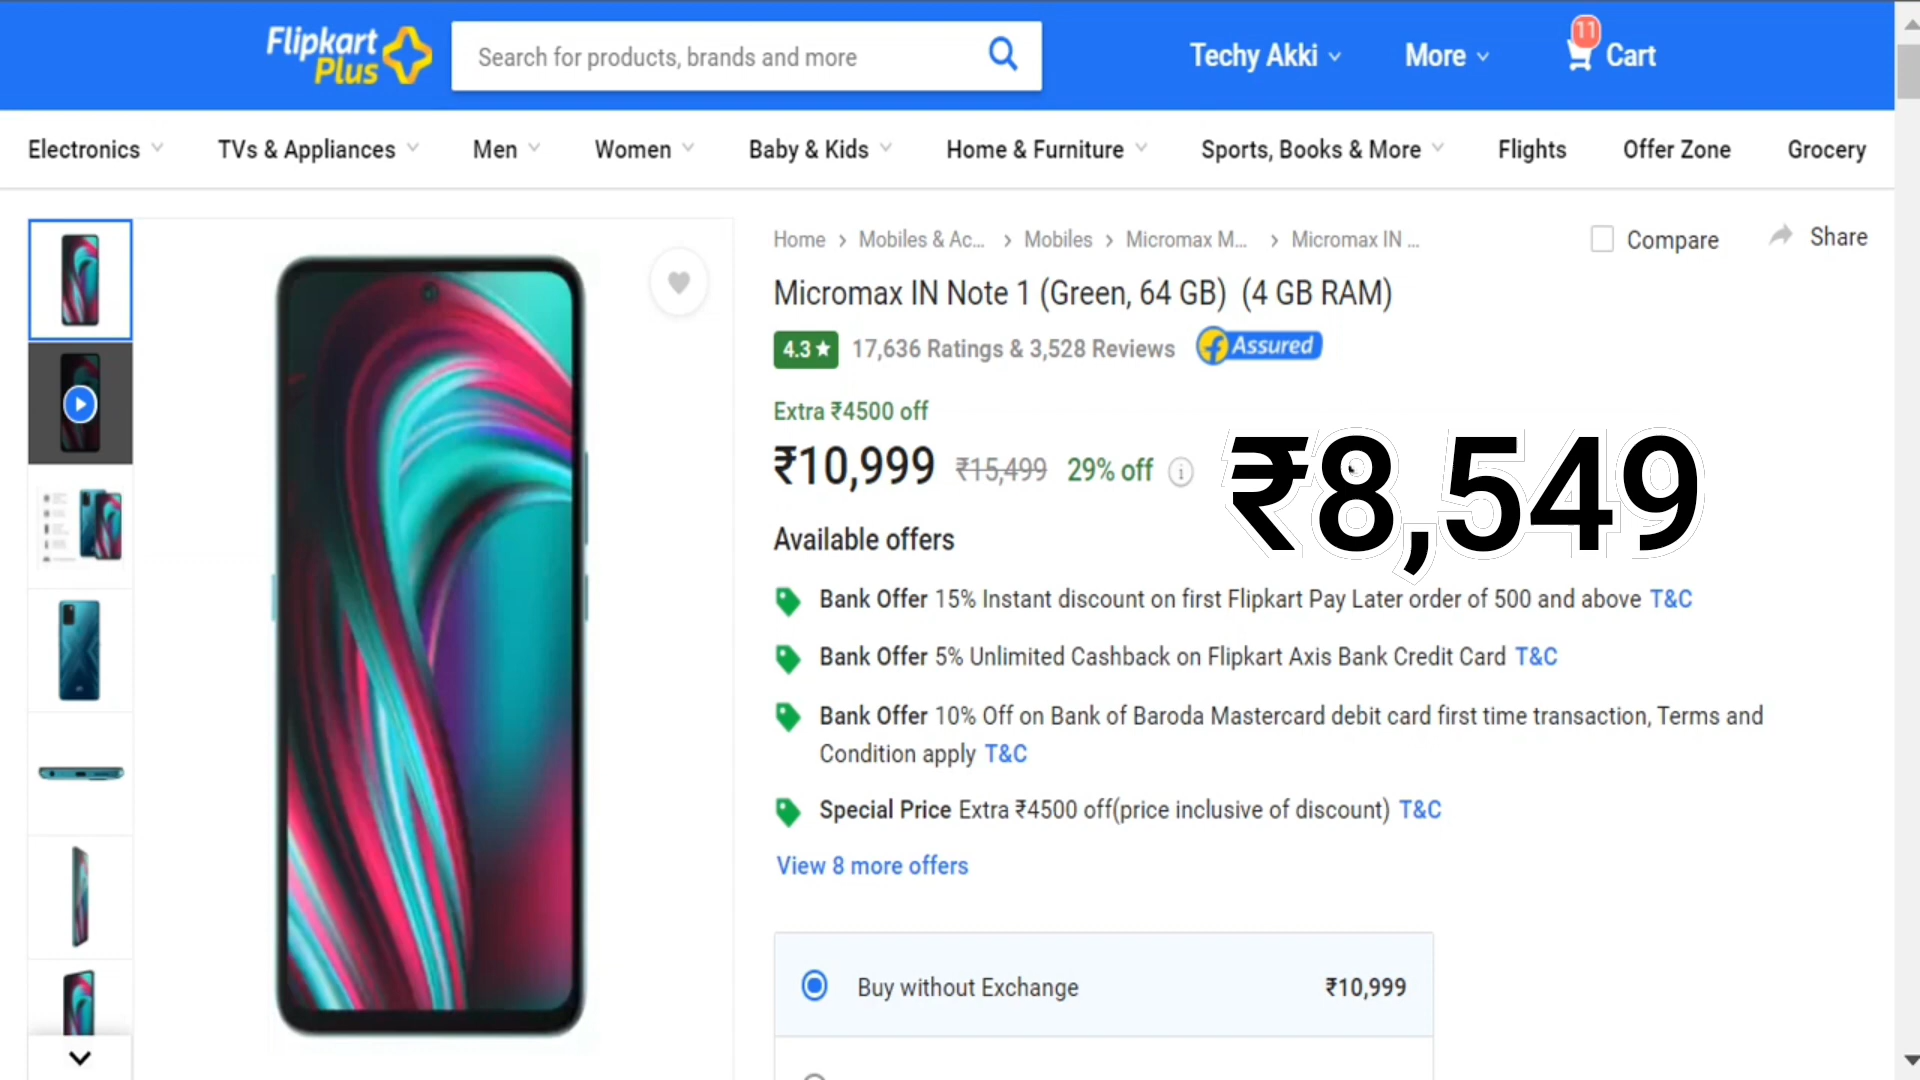 Flipkart
Plus
Search for products, brands and more
Techy Akki
More
11
Cart
Electronics
TVs & Appliances
Men
Women
Baby & Kids
Home & Furniture
Sports, Books & More
Flights
Offer Zone
Grocery
Home > Mobiles & Ac... > Mobiles > Micromax M... > Micromax IN ...
Compare
Share
Micromax IN Note 1 (Green, 64 GB) (4 GB RAM)
4.3★ 17,636 Ratings & 3,528 Reviews
Assured
Extra ₹4500 off
₹10,999 ₹15,499 29% off
₹8,549
Available offers
Bank Offer 15% Instant discount on first Flipkart Pay Later order of 500 and above T&C
Bank Offer 5% Unlimited Cashback on Flipkart Axis Bank Credit Card T&C
Bank Offer 10% Off on Bank of Baroda Mastercard debit card first time transaction, Terms and
Condition apply T&C
Special Price Extra ₹4500 off(price inclusive of discount) T&C
View 8 more offers
Buy without Exchange ₹10,999